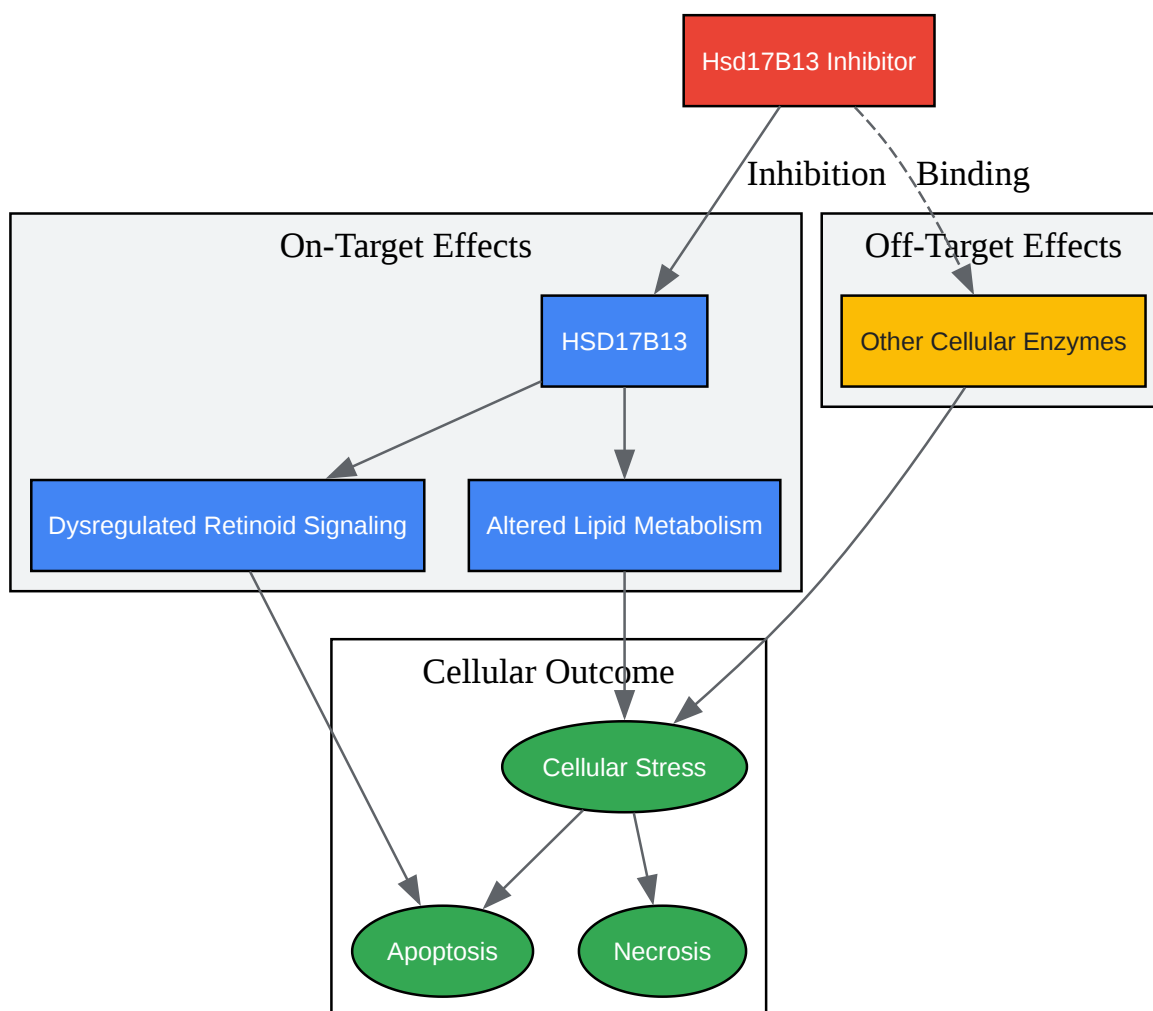 Hsd17B13 Inhibitor
Inhibition
Binding
On-Target Effects
Off-Target Effects
HSD17B13
Other Cellular Enzymes
Dysregulated Retinoid Signaling
Altered Lipid Metabolism
Cellular Outcome
Cellular Stress
Apoptosis
Necrosis